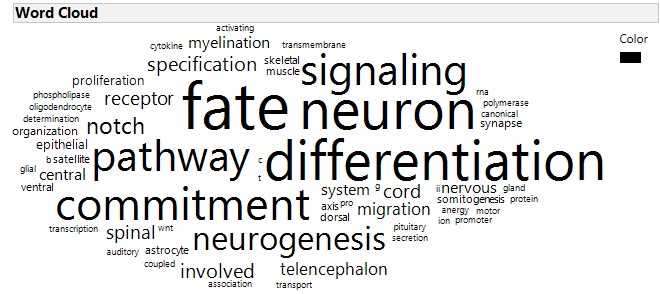 Word Cloud
Color
activating
cytokine myelination transmembrane
specification skeletal
muscle signaling
proliferation
phospholipase receptor fate neuron rna
polymerase
oligodendrocyte
canonical
determination notch synapse
organization
epithelial pathway
b satellite c differentiation
glial central t
ventral
commitment system g cord ii nervous gland
axis pro somitogenesis protein
dorsal migration anergy motor
ion promoter
transcription spinal wnt neurogenesis pituitary
secretion
auditory astrocyte
coupled involved telencephalon
association transport